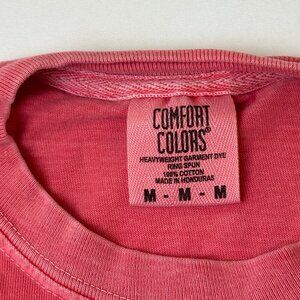 COMFORT
COLORS®
HEAVYWEIGHT GARMENT DYE
RING SPUN
100% COTTON
MADE IN HONDURAS
M - M - M